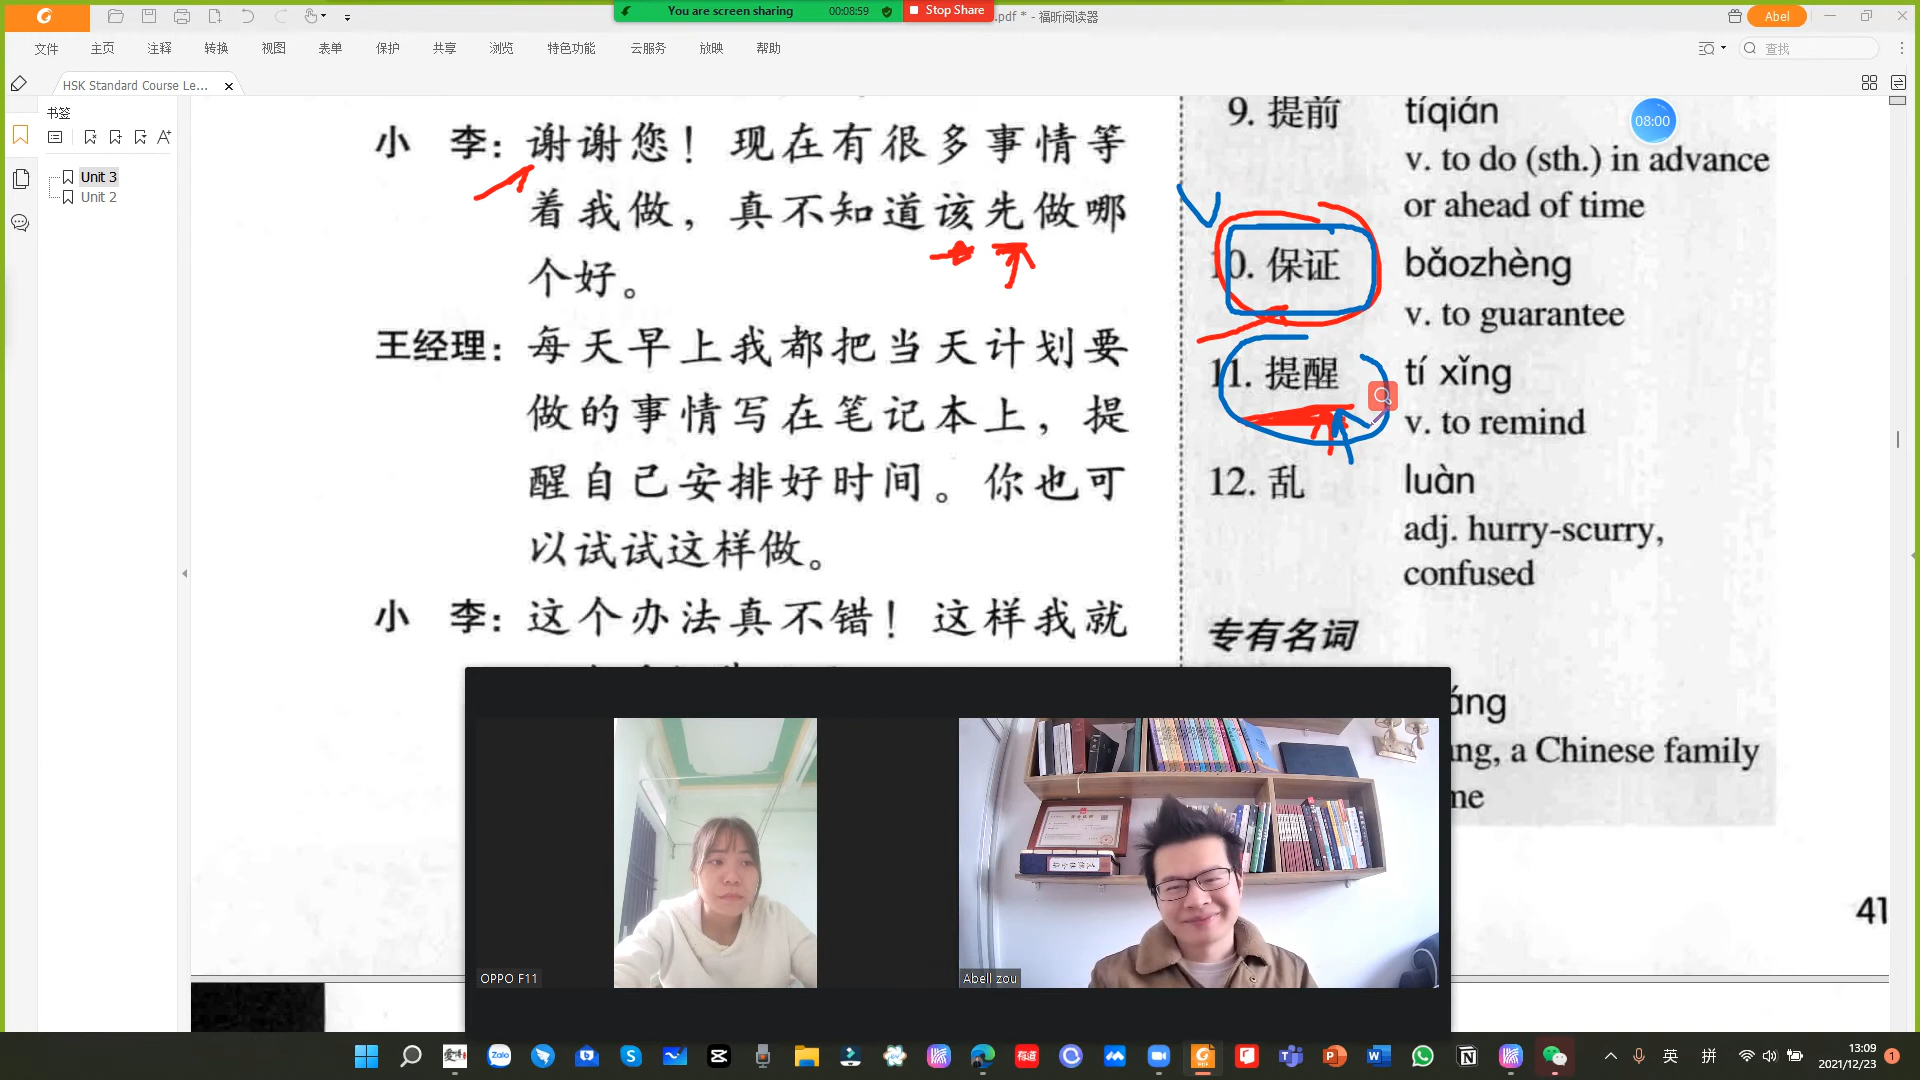 You are screen sharing
00:08:59
Stop Share
.pdf * - 福昕阅读器
Abel
文件 主页 注释 转换 视图 表单 保护 共享 浏览 特色功能 云服务 放映 帮助
查找
HSK Standard Course Le...
书签
Unit 3
Unit 2
小 李：谢谢您！现在有很多事情等
着我做，真不知道该先做哪
个好。
王经理：每天早上我都把当天计划要
做的事情写在笔记本上，提
醒自己安排好时间。你也可
以试试这样做。
小 李：这个办法真不错！这样我就
9. 提前 tíqián
v. to do (sth.) in advance
or ahead of time
08:00
10. 保证 bǎozhèng
v. to guarantee
11. 提醒 tí xǐng
v. to remind
12. 乱 luàn
adj. hurry-scurry,
confused
专有名词
áng
ang, a Chinese family
me
41
OPPO F11
Abell zou
Zalo
有道
英
拼
13:09
2021/12/23
1